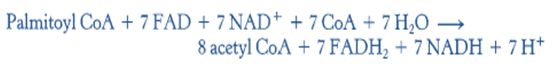 Palmitoyl CoA + 7 FAD + 7 NAD⁺ + 7 CoA + 7 H₂O ⟶
8 acetyl CoA + 7 FADH₂ + 7 NADH + 7 H⁺